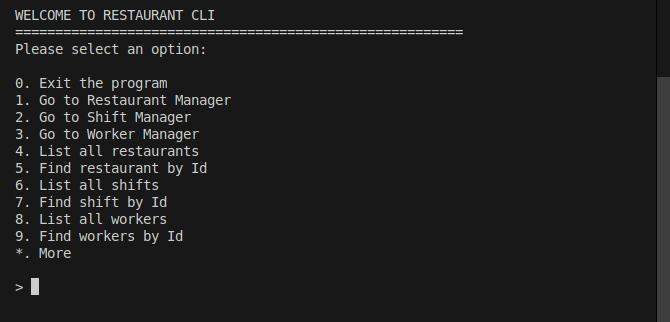 WELCOME TO RESTAURANT CLI
========================================================
Please select an option:
0. Exit the program
1. Go to Restaurant Manager
2. Go to Shift Manager
3. Go to Worker Manager
4. List all restaurants
5. Find restaurant by Id
6. List all shifts
7. Find shift by Id
8. List all workers
9. Find workers by Id
*. More
>